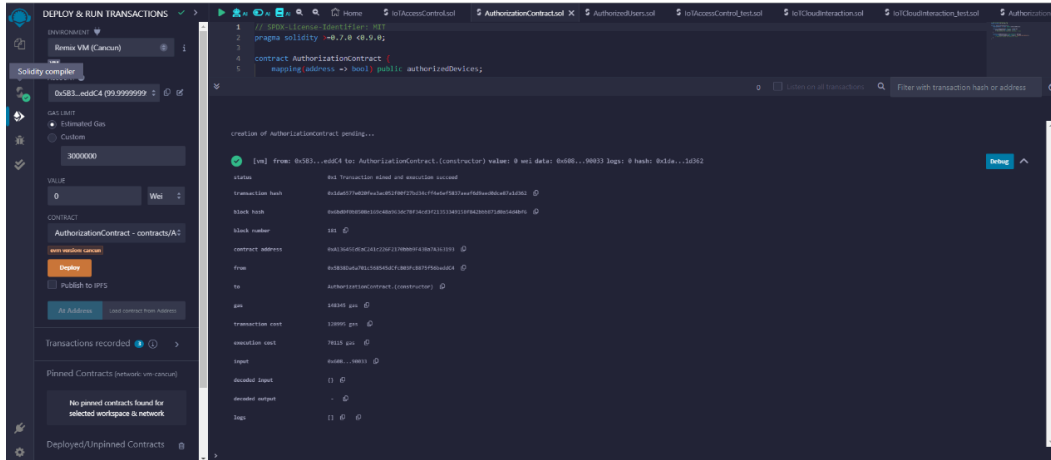 DEPLOY & RUN TRANSACTIONS
ENVIRONMENT
Remix VM (Cancun)
Solidity compiler
0x5B3...eddC4 (99.9999999
GAS LIMIT
Estimated Gas
Custom
3000000
VALUE
0 Wei
CONTRACT
AuthorizationContract - contracts/A
evm version: cancun
Deploy
Publish to IPFS
At Address Load contract from Address
Transactions recorded
Pinned Contracts (network: vm-cancun)
No pinned contracts found for
selected workspace & network
Deployed/Unpinned Contracts
Home IoTAccessControl.sol AuthorizationContract.sol AuthorizedUsers.sol IoTAccessControl_test.sol IoTCloudInteraction.sol IoTCloudInteraction_test.sol Authorization
1 // SPDX-License-Identifier: MIT
2 pragma solidity >=0.7.0 <0.9.0;
3
4 contract AuthorizationContract {
5 mapping(address => bool) public authorizedDevices;
0 Listen on all transactions Filter with transaction hash or address
creation of AuthorizationContract pending...
[vm] from: 0x5B3...eddC4 to: AuthorizationContract.(constructor) value: 0 wei data: 0x608...90033 logs: 0 hash: 0x1da...1d362
Debug
status 0x1 Transaction mined and execution succeed
transaction hash
block hash
block number
contract address
from 0x5B38Da6a701c568545dCfcB03FcB875f56beddC4
to AuthorizationContract.(constructor)
gas 148345 gas
transaction cost
execution cost
input 0x608...90033
decoded input {}
decoded output -
logs []